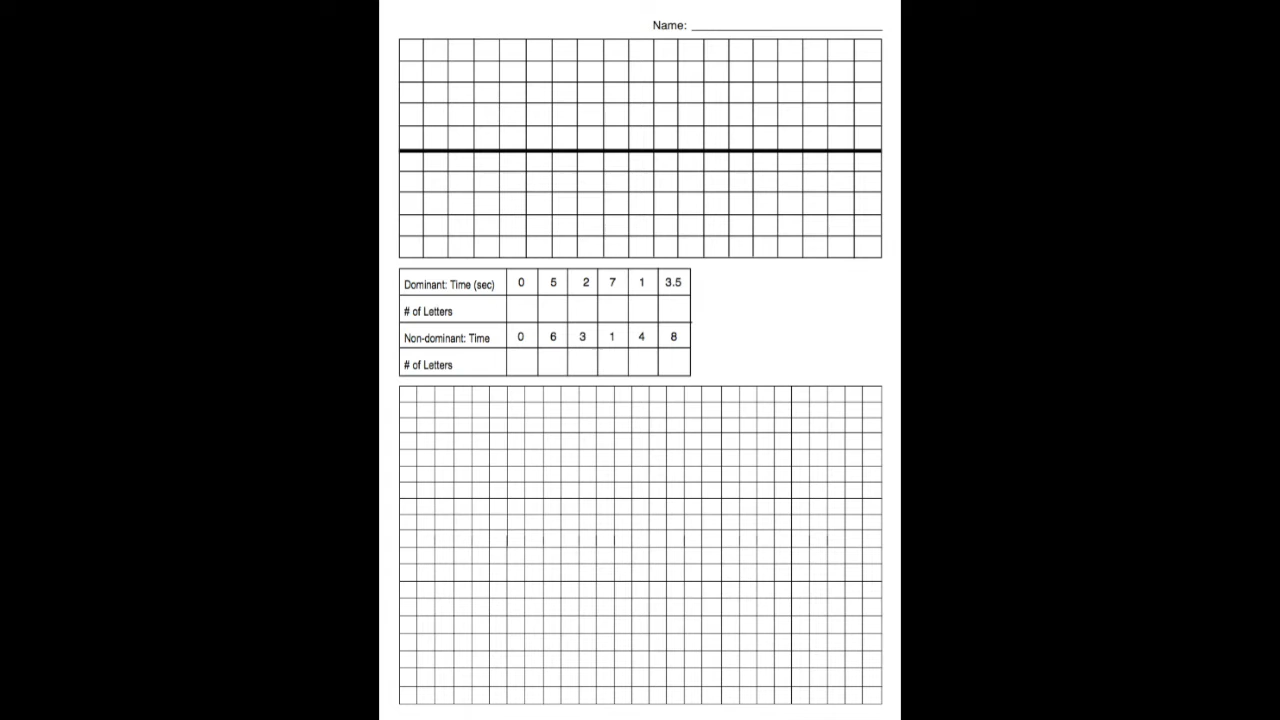 Name:
Dominant: Time (sec) 0 5 2 7 1 3.5
# of Letters
Non-dominant: Time 0 6 3 1 4 8
# of Letters